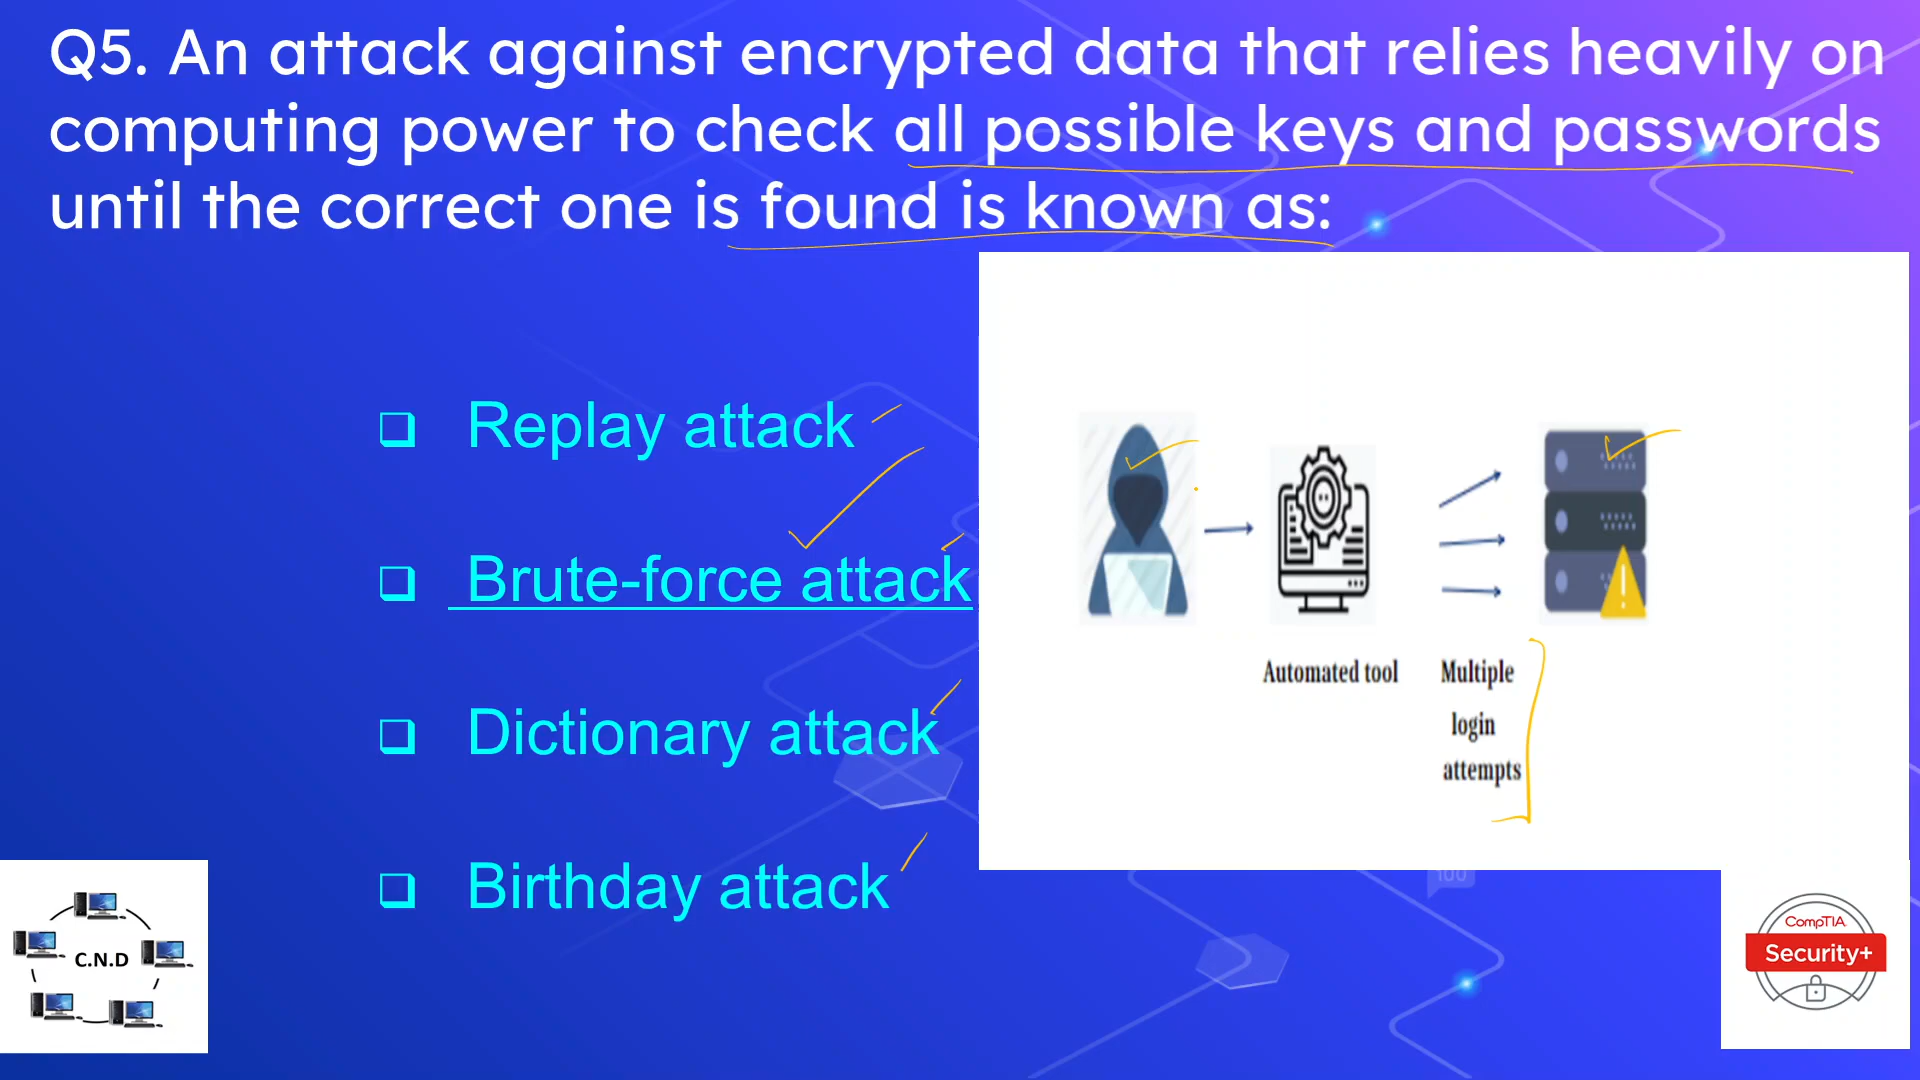 Q5. An attack against encrypted data that relies heavily on
computing power to check all possible keys and passwords
until the correct one is found is known as:
Replay attack
Brute-force attack
Dictionary attack
Birthday attack
Automated tool
Multiple
login
attempts
C.N.D
100
CompTIA
Security+